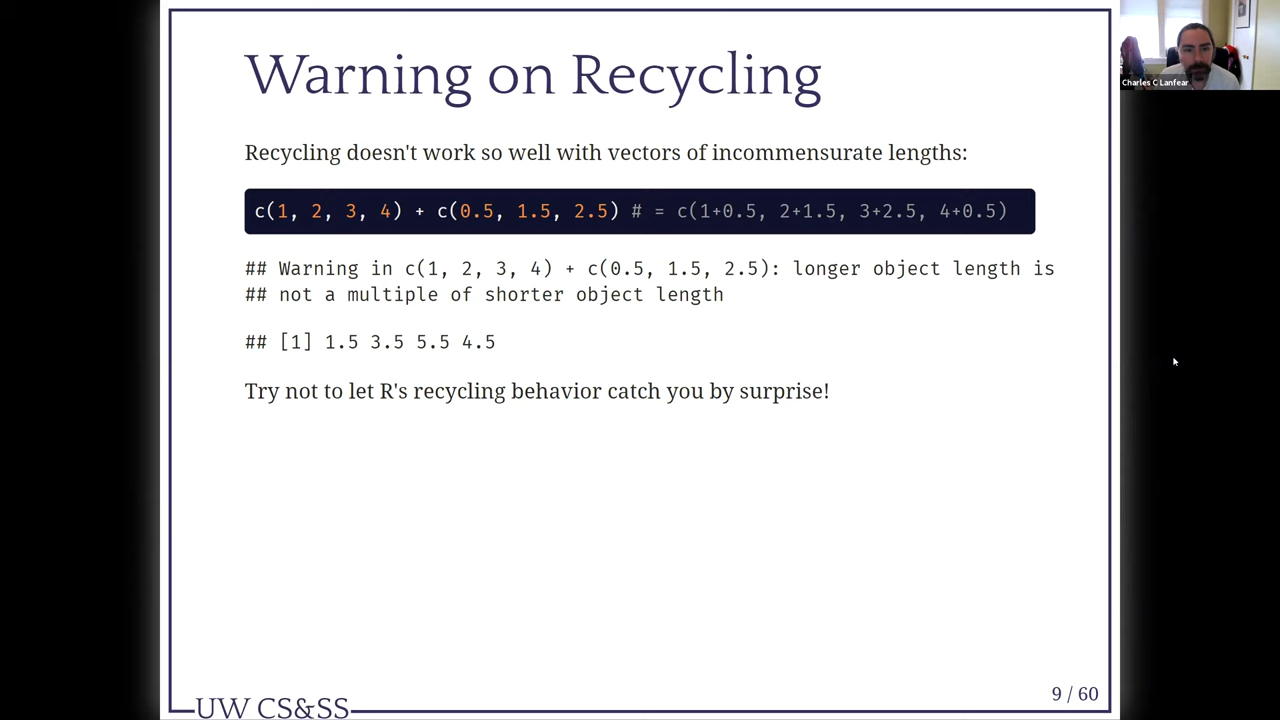 Warning on Recycling
Charles C Lanfear
Recycling doesn't work so well with vectors of incommensurate lengths:
c(1, 2, 3, 4) + c(0.5, 1.5, 2.5) # = c(1+0.5, 2+1.5, 3+2.5, 4+0.5)
## Warning in c(1, 2, 3, 4) + c(0.5, 1.5, 2.5): longer object length is
## not a multiple of shorter object length
## [1] 1.5 3.5 5.5 4.5
Try not to let R's recycling behavior catch you by surprise!
9 / 60
UW CS&SS